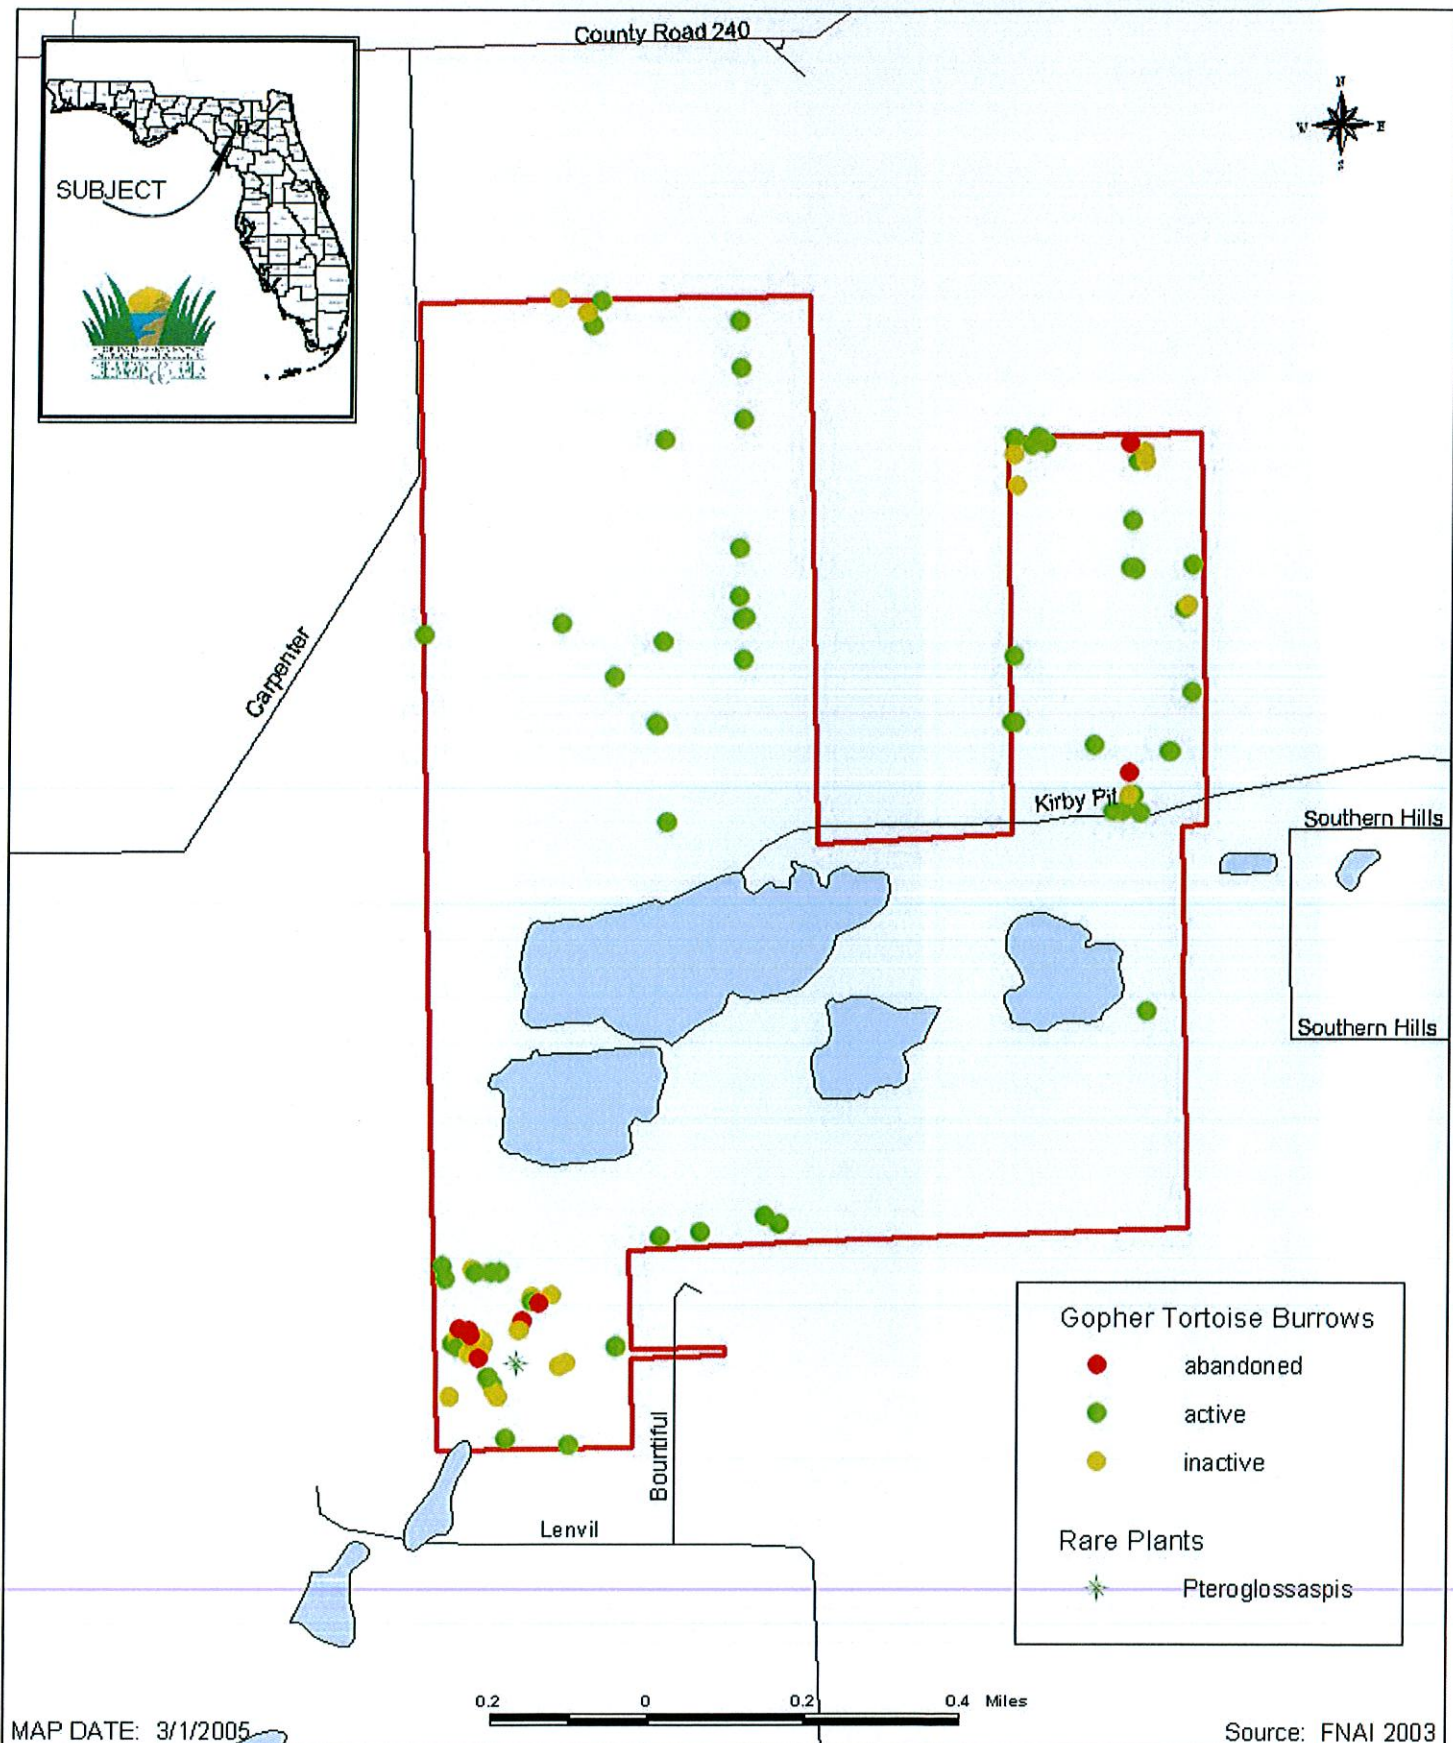 County Road 240
N
W E
S
SUBJECT
Carpenter
Kirby Pit
Southern Hills
Southern Hills
Gopher Tortoise Burrows
abandoned
active
inactive
Rare Plants
Pteroglossaspis
Bountiful
Lenvil
0.2 0 0.2 0.4 Miles
MAP DATE: 3/1/2005
Source: FNAI 2003